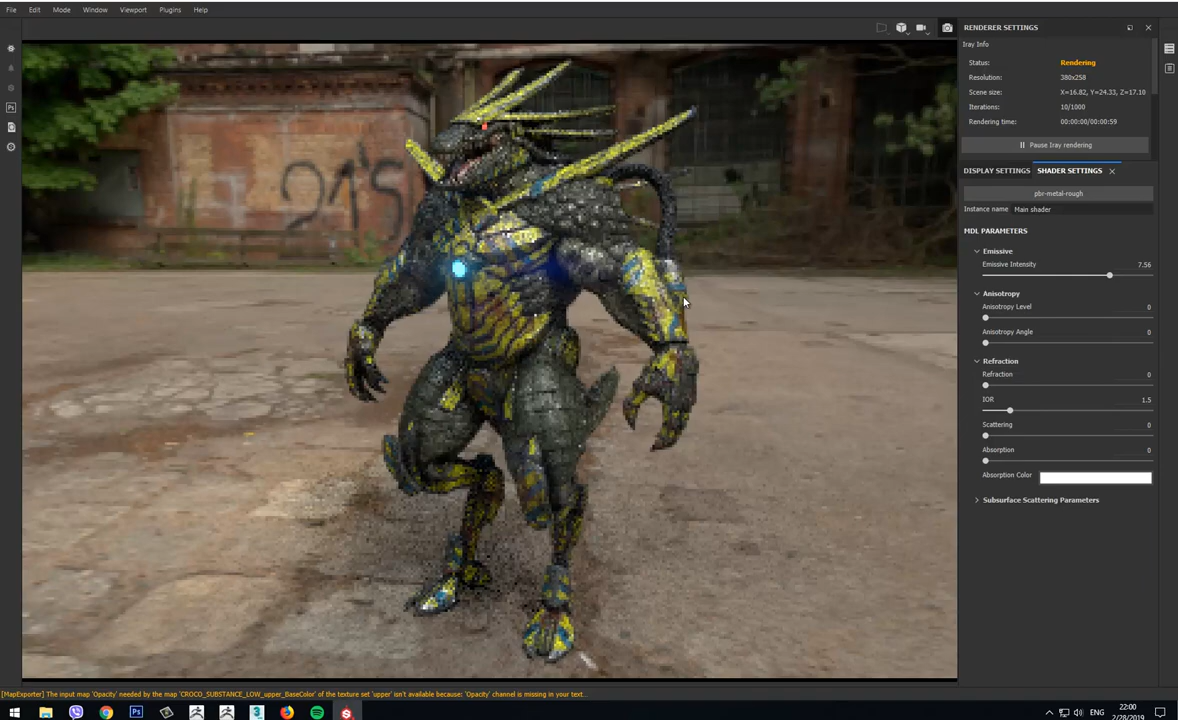 File Edit Mode Window Viewport Plugins Help
RENDERER SETTINGS
Iray Info
Status: Rendering
Resolution: 380x258
Scene size: X=16.82, Y=24.33, Z=17.10
Iterations: 10/1000
Rendering time: 00:00:00/00:00:59
Pause Iray rendering
DISPLAY SETTINGS SHADER SETTINGS
pbr-metal-rough
Instance name Main shader
MDL PARAMETERS
Emissive
Emissive Intensity 7.56
Anisotropy
Anisotropy Level 0
Anisotropy Angle 0
Refraction
Refraction 0
IOR 1.5
Scattering 0
Absorption 0
Absorption Color
Subsurface Scattering Parameters
Ps
21'S
[MapExporter] The input map 'Opacity' needed by the map 'CROCO_SUBSTANCE_LOW_upper_BaseColor' of the texture set 'upper' isn't available because: 'Opacity' channel is missing in your text...
Ps 3 ENG 22:00
2/28/2019